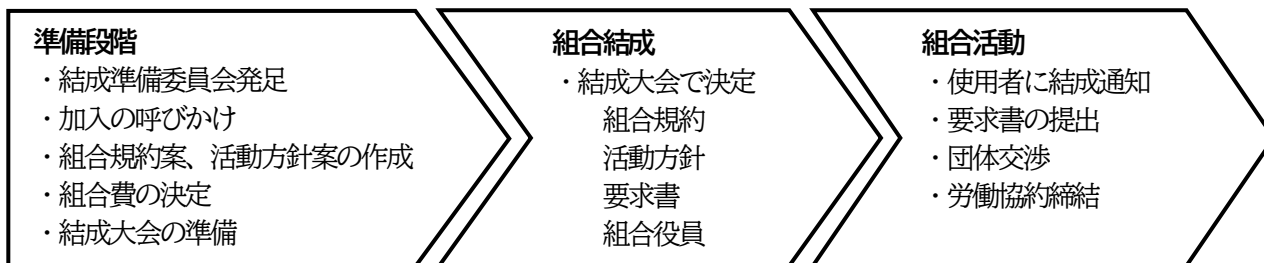 準備段階
・結成準備委員会発足
・加入の呼びかけ
・組合規約案、活動方針案の作成
・組合費の決定
・結成大会の準備
組合結成
・結成大会で決定
組合規約
活動方針
要求書
組合役員
組合活動
・使用者に結成通知
・要求書の提出
・団体交渉
・労働協約締結